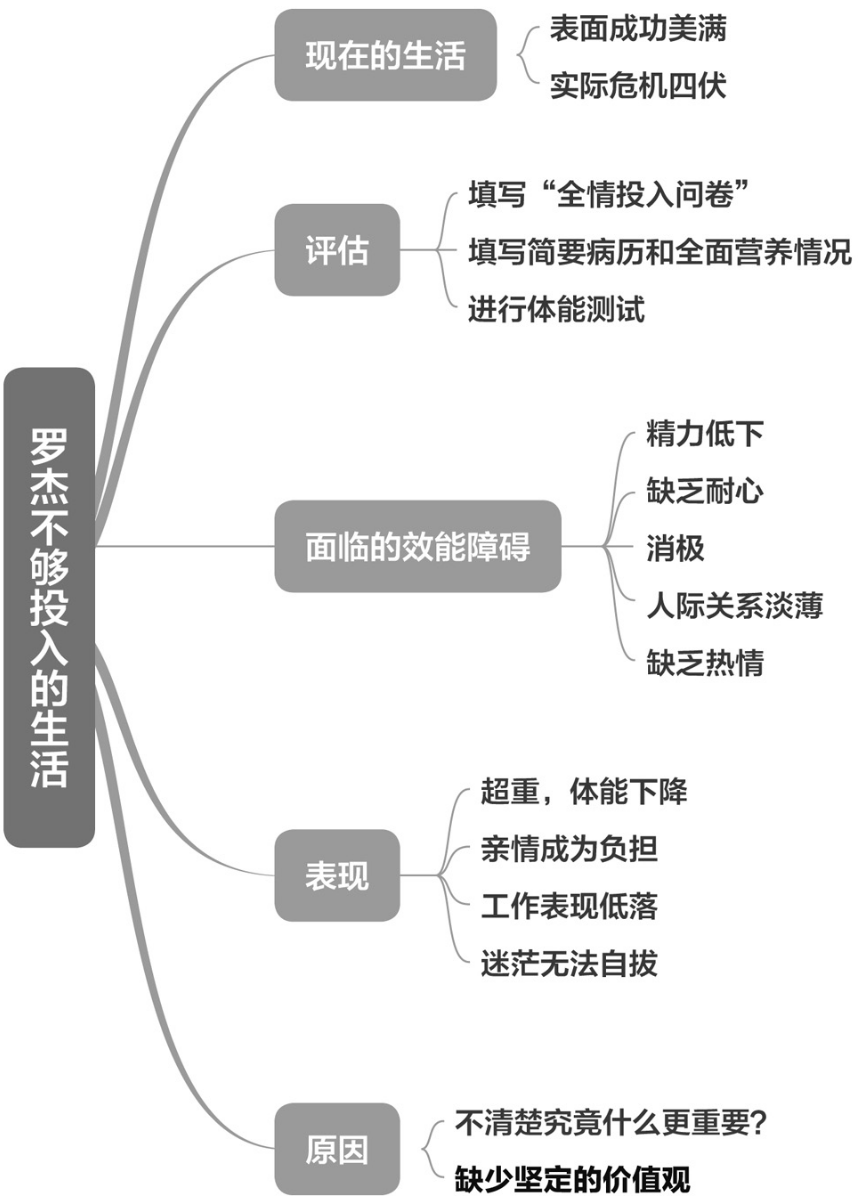 罗杰不够投入的生活
现在的生活
表面成功美满
实际危机四伏
评估
填写“全情投入问卷”
填写简要病历和全面营养情况
进行体能测试
面临的效能障碍
精力低下
缺乏耐心
消极
人际关系淡薄
缺乏热情
表现
超重，体能下降
亲情成为负担
工作表现低落
迷茫无法自拔
原因
不清楚究竟什么更重要？
缺少坚定的价值观